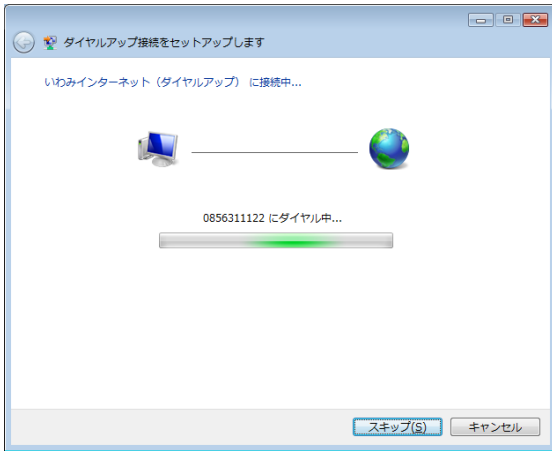 ダイヤルアップ接続をセットアップします
いわみインターネット（ダイヤルアップ） に接続中...
0856311122 にダイヤル中...
スキップ(S) キャンセル